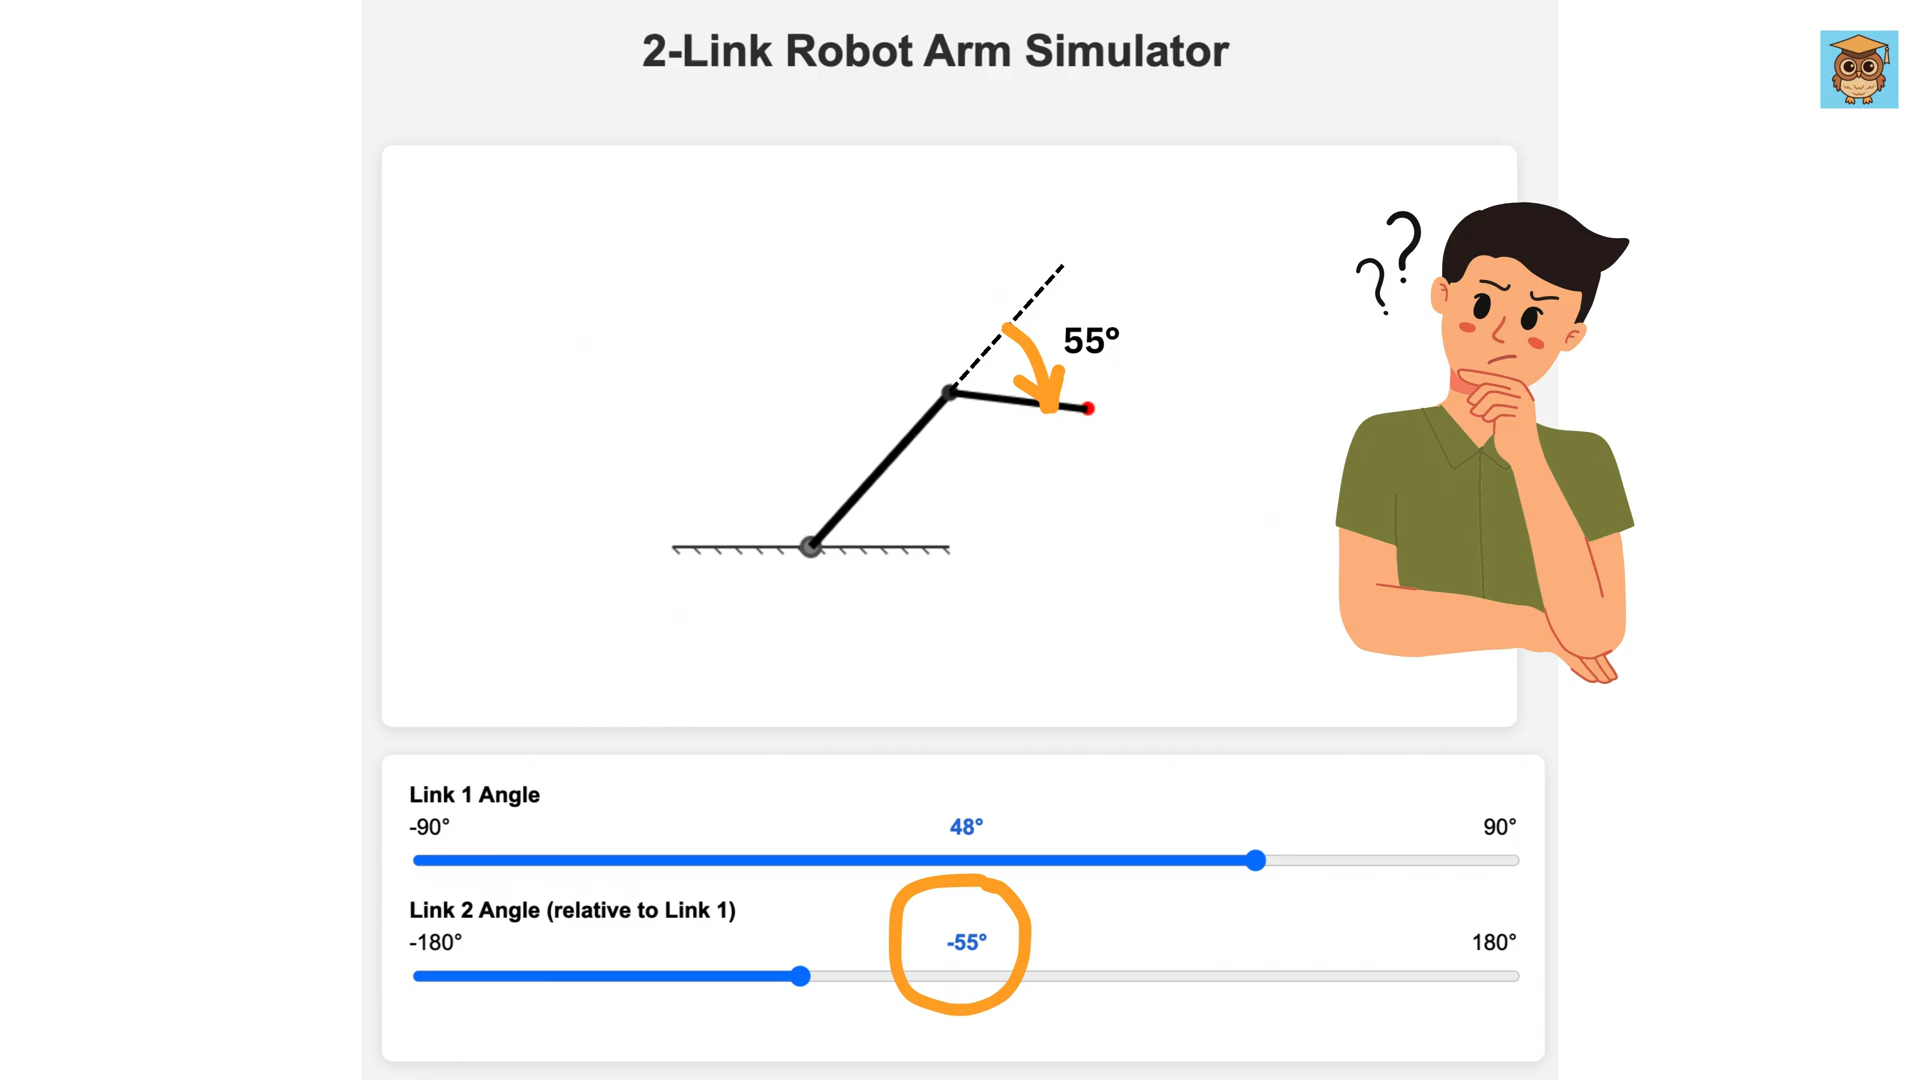 2-Link Robot Arm Simulator
??
55°
Link 1 Angle
-90° 48° 90°
Link 2 Angle (relative to Link 1)
-180° -55° 180°